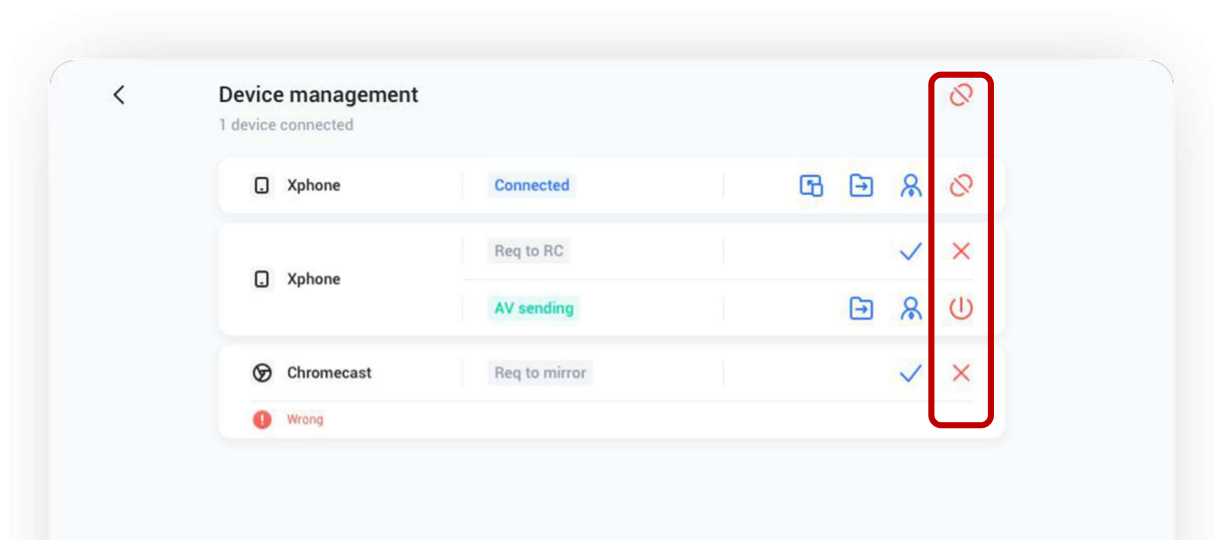 Device management
1 device connected
Xphone Connected
Req to RC
Xphone
AV sending
Chromecast Req to mirror
Wrong